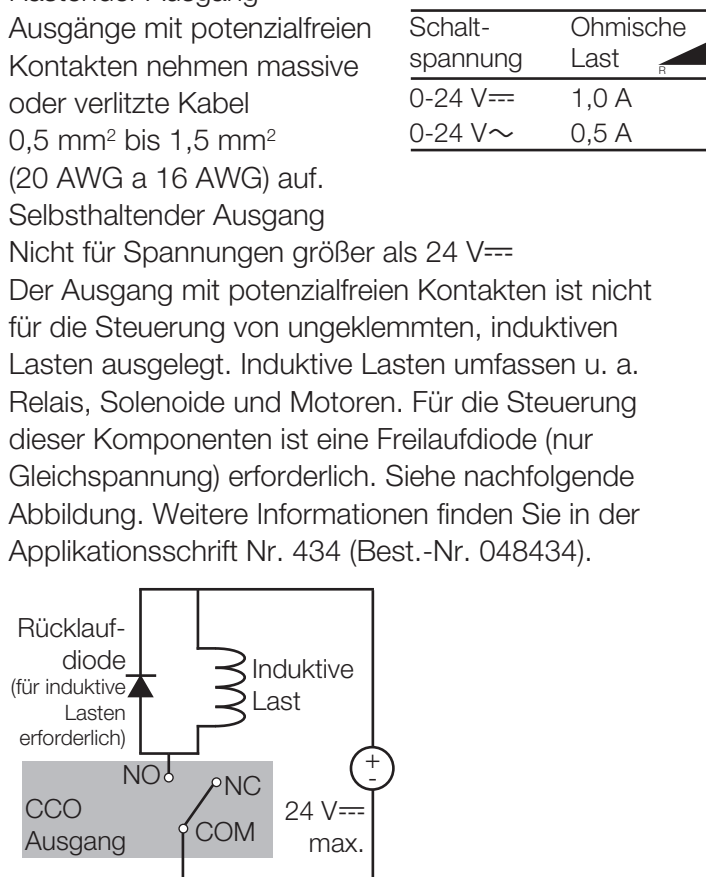 Ausgänge mit potenzialfreien
Kontakten nehmen massive
oder verlitzte Kabel
0,5 mm² bis 1,5 mm²
(20 AWG a 16 AWG) auf.
Schalt-
spannung
Ohmische
Last
R
0-24 V⎓ 1,0 A
0-24 V∼ 0,5 A
Selbsthaltender Ausgang
Nicht für Spannungen größer als 24 V⎓
Der Ausgang mit potenzialfreien Kontakten ist nicht
für die Steuerung von ungeklemmten, induktiven
Lasten ausgelegt. Induktive Lasten umfassen u. a.
Relais, Solenoide und Motoren. Für die Steuerung
dieser Komponenten ist eine Freilaufdiode (nur
Gleichspannung) erforderlich. Siehe nachfolgende
Abbildung. Weitere Informationen finden Sie in der
Applikationsschrift Nr. 434 (Best.-Nr. 048434).
Rücklauf-
diode
(für induktive
Lasten
erforderlich)
Induktive
Last
NO
NC
CCO
Ausgang
COM
+
-
24 V⎓
max.